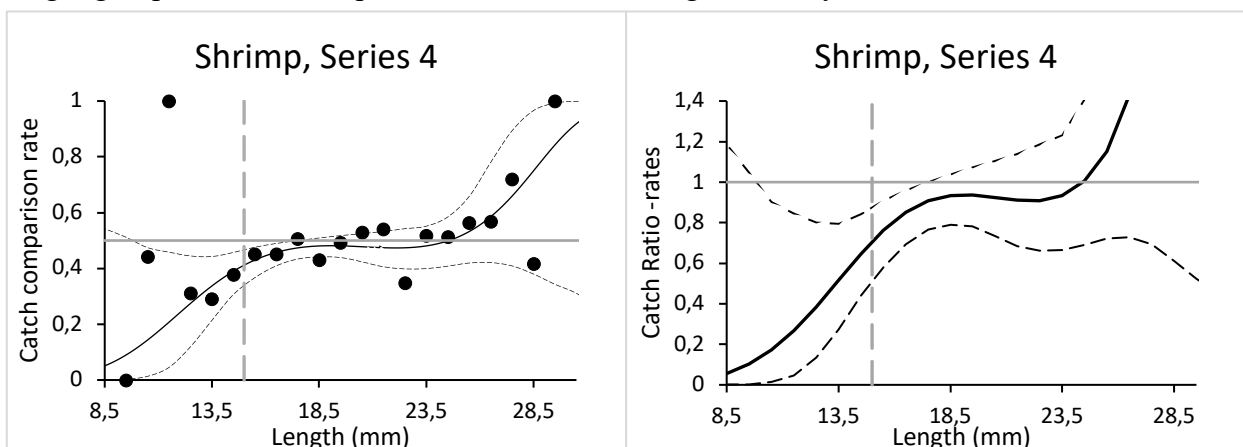 Shrimp, Series 4
Catch comparison rate
1
0,8
0,6
0,4
0,2
0
8,5 13,5 18,5 23,5 28,5
Length (mm)
Shrimp, Series 4
Catch Ratio -rates
1,4
1,2
1
0,8
0,6
0,4
0,2
0
8,5 13,5 18,5 23,5 28,5
Length (mm)